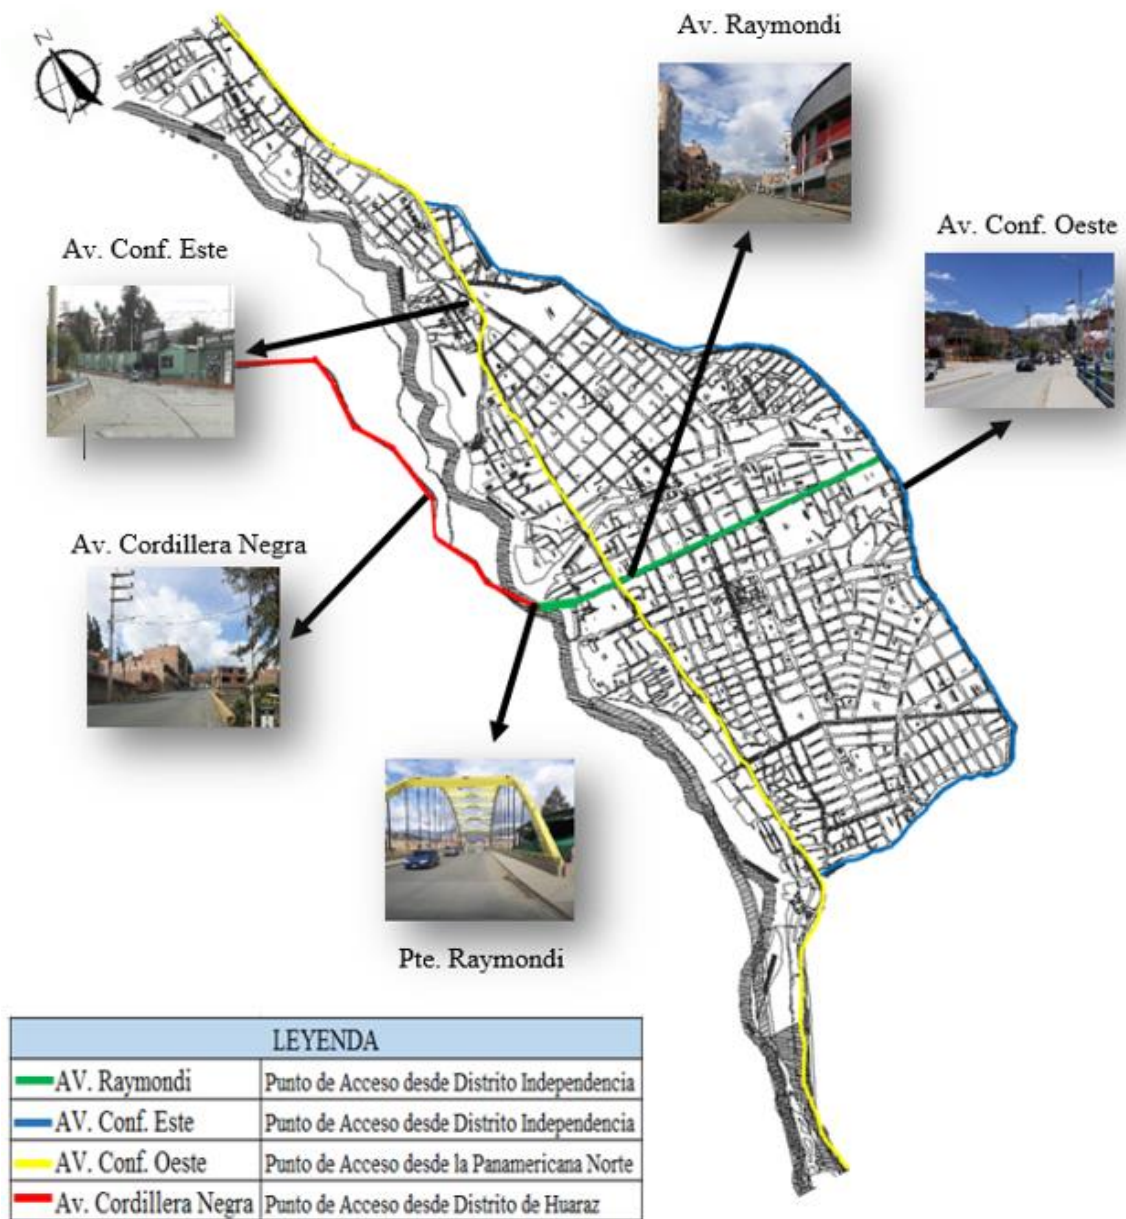 N
Av. Raymondi
Av. Conf. Oeste
Av. Conf. Este
Av. Cordillera Negra
Pte. Raymondi
LEYENDA
AV. Raymondi Punto de Acceso desde Distrito Independencia
AV. Conf. Este Punto de Acceso desde Distrito Independencia
AV. Conf. Oeste Punto de Acceso desde la Panamericana Norte
Av. Cordillera Negra Punto de Acceso desde Distrito de Huaraz